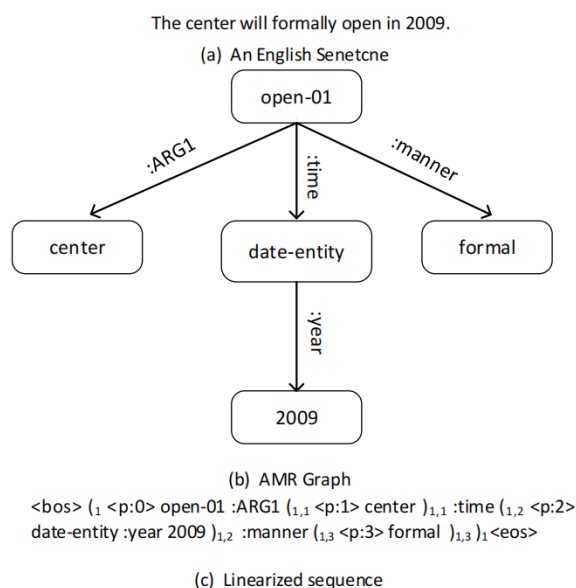 The center will formally open in 2009.
(a) An English Senetcne
open-01
:ARG1
:time
:manner
center
date-entity
formal
:year
2009
(b) AMR Graph
<bos> (1 <p:0> open-01 :ARG1 (1,1 <p:1> center )1,1 :time (1,2 <p:2>
date-entity :year 2009 )1,2 :manner (1,3 <p:3> formal )1,3 )1 <eos>
(c) Linearized sequence